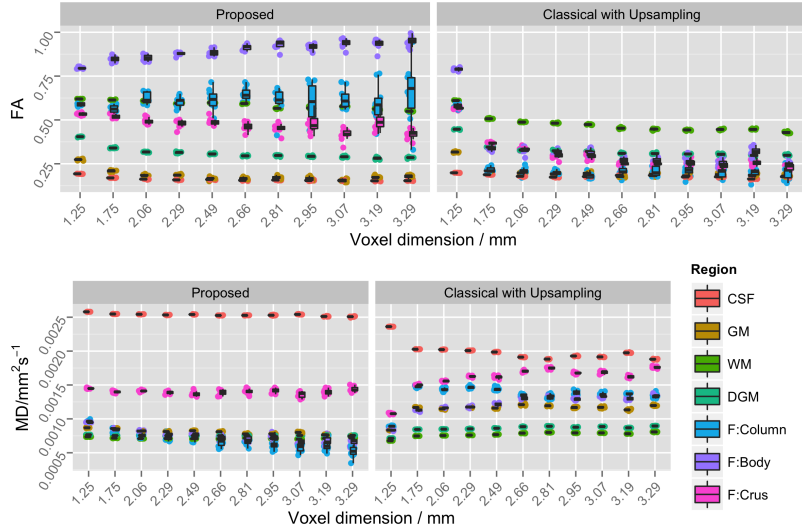 Proposed
Classical with Upsampling
FA
1.00
0.75
0.50
0.25
1.25 1.75 2.06 2.29 2.49 2.66 2.81 2.95 3.07 3.19 3.29
1.25 1.75 2.06 2.29 2.49 2.66 2.81 2.95 3.07 3.19 3.29
Voxel dimension / mm
Proposed
Classical with Upsampling
MD/mm²s⁻¹
0.0025
0.0020
0.0015
0.0010
0.0005
1.25 1.75 2.06 2.29 2.49 2.66 2.81 2.95 3.07 3.19 3.29
1.25 1.75 2.06 2.29 2.49 2.66 2.81 2.95 3.07 3.19 3.29
Voxel dimension / mm
Region
CSF
GM
WM
DGM
F:Column
F:Body
F:Crus